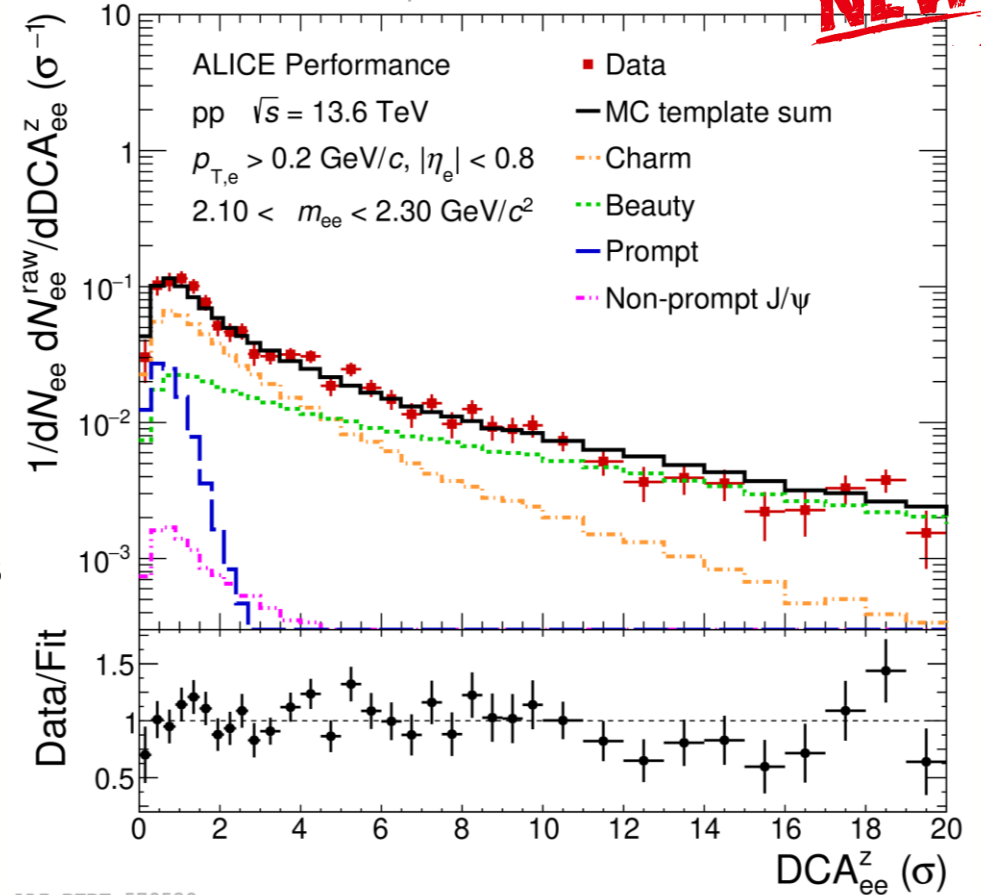 NEW
10
1
10⁻¹
10⁻²
10⁻³
1/dN_ee dN_ee^raw/dDCA_ee^z (σ⁻¹)
ALICE Performance
pp √s = 13.6 TeV
p_T,e > 0.2 GeV/c, |η_e| < 0.8
2.10 < m_ee < 2.30 GeV/c²
Data
MC template sum
Charm
Beauty
Prompt
Non-prompt J/ψ
Data/Fit
1.5
1
0.5
0 2 4 6 8 10 12 14 16 18 20
DCA_ee^z (σ)